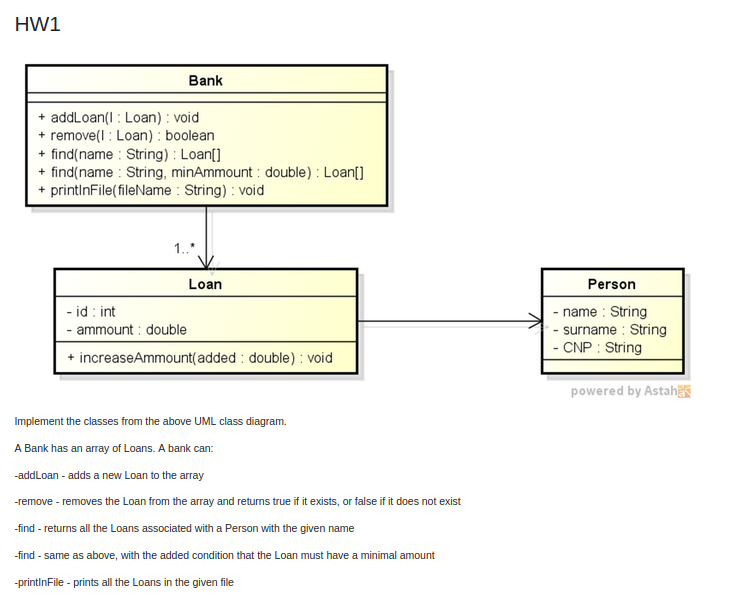 HW1
Bank
+ addLoan(l : Loan) : void
+ remove(l : Loan) : boolean
+ find(name : String) : Loan[]
+ find(name : String, minAmmount : double) : Loan[]
+ printInFile(fileName : String) : void
1..*
Loan
- id : int
- ammount : double
+ increaseAmmount(added : double) : void
Person
- name : String
- surname : String
- CNP : String
powered by Astah
Implement the classes from the above UML class diagram.
A Bank has an array of Loans. A bank can:
-addLoan - adds a new Loan to the array
-remove - removes the Loan from the array and returns true if it exists, or false if it does not exist
-find - returns all the Loans associated with a Person with the given name
-find - same as above, with the added condition that the Loan must have a minimal amount
-printInFile - prints all the Loans in the given file